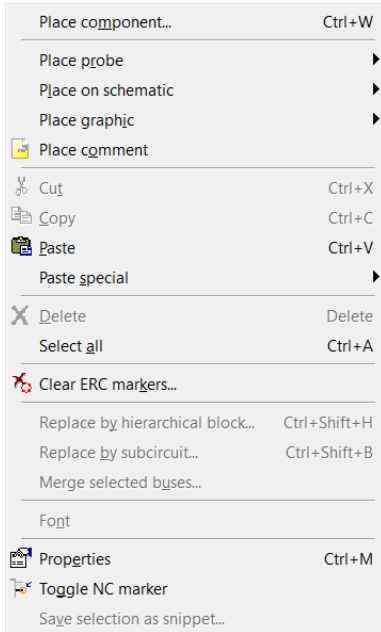 Place component... Ctrl+W
Place probe
Place on schematic
Place graphic
Place comment
Cut Ctrl+X
Copy Ctrl+C
Paste Ctrl+V
Paste special
Delete Delete
Select all Ctrl+A
Clear ERC markers...
Replace by hierarchical block... Ctrl+Shift+H
Replace by subcircuit... Ctrl+Shift+B
Merge selected buses...
Font
Properties Ctrl+M
Toggle NC marker
Save selection as snippet...